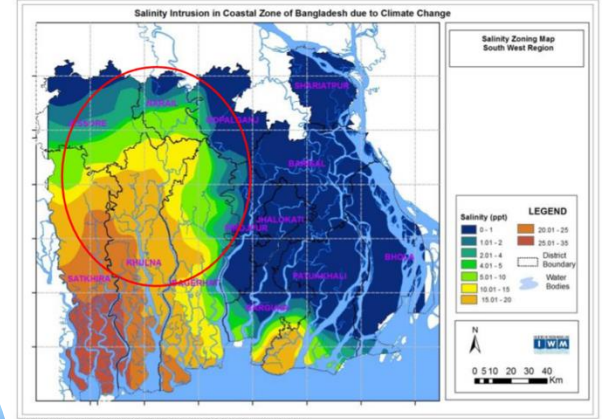 Salinity Intrusion in Coastal Zone of Bangladesh due to Climate Change
Salinity Zoning Map
South West Region
SHARIATPUR
NARAIL
JESSORE
GOPALGANJ
BARISAL
JHALOKATI
PIROJPUR
BHOLA
KHULNA
SATKHIRA
BAGERHAT
PATUAKHALI
BARGUNA
LEGEND
Salinity (ppt)
0 - 1
1.01 - 2
2.01 - 4
4.01 - 5
5.01 - 10
10.01 - 15
15.01 - 20
20.01 - 25
25.01 - 35
District
Boundary
Water
Bodies
N
IWM
0 5 10 20 30 40
Km